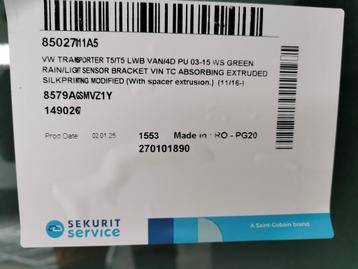 85027111A5
VW TRANSPORTER T5/T5 LWB VAN/4D PU 03-15 WS GREEN
RAIN/LIGHT SENSOR BRACKET VIN TC ABSORBING EXTRUDED
SILKPRINTING MODIFIED (With spacer extrusion.) (11/16-)
8579AGSMVZ1Y
149026
Prod Date: 02.01.25 1553 Made in : RO - PG20
270101890
SEKURIT
service
A Saint-Gobain brand